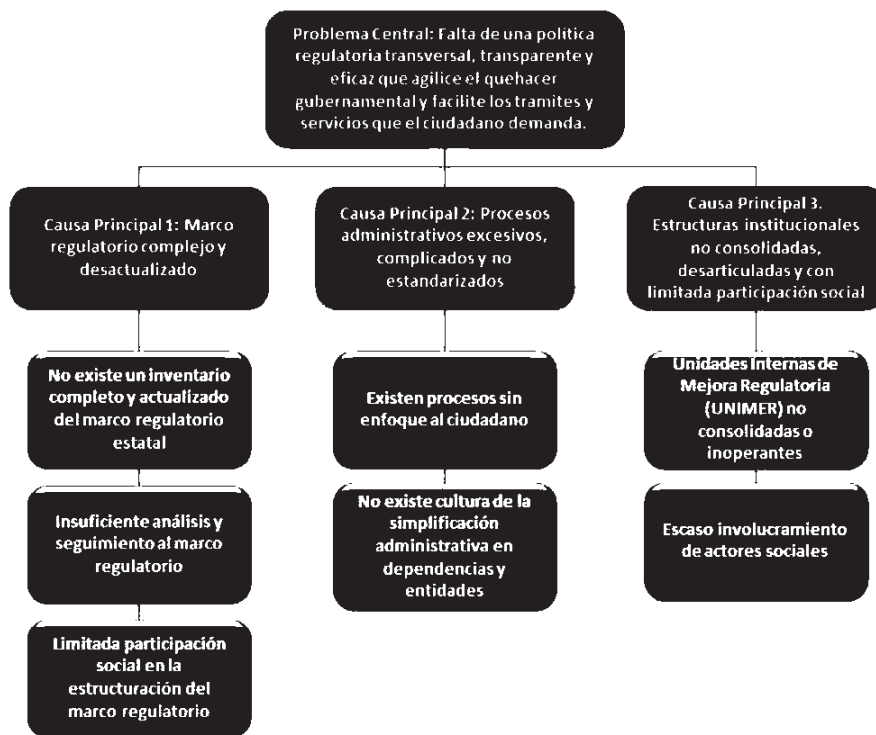 Problema Central: Falta de una política
regulatoria transversal, transparente y
eficaz que agilice el quehacer
gubernamental y facilite los tramites y
servicios que el ciudadano demanda.
Causa Principal 1: Marco
regulatorio complejo y
desactualizado
No existe un inventario
completo y actualizado
del marco regulatorio
estatal
Insuficiente análisis y
seguimiento al marco
regulatorio
Limitada participación
social en la
estructuración del
marco regulatorio
Causa Principal 2: Procesos
administrativos excesivos,
complicados y no
estandarizados
Existen procesos sin
enfoque al ciudadano
No existe cultura de la
simplificación
administrativa en
dependencias y
entidades
Causa Principal 3.
Estructuras institucionales
no consolidadas,
desarticuladas y con
limitada participación social
Unidades Internas de
Mejora Regulatoria
(UNIMER) no
consolidadas o
inoperantes
Escaso involucramiento
de actores sociales